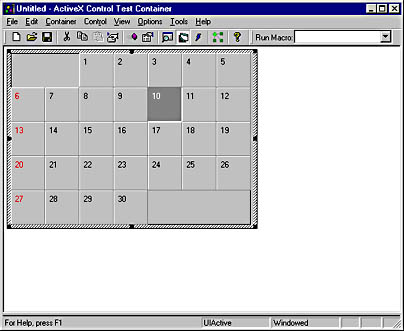 Untitled - ActiveX Control Test Container
File Edit Container Control View Options Tools Help
Run Macro:
1 2 3 4 5
6 7 8 9 10 11 12
13 14 15 16 17 18 19
20 21 22 23 24 25 26
27 28 29 30
For Help, press F1 UIActive Windowed